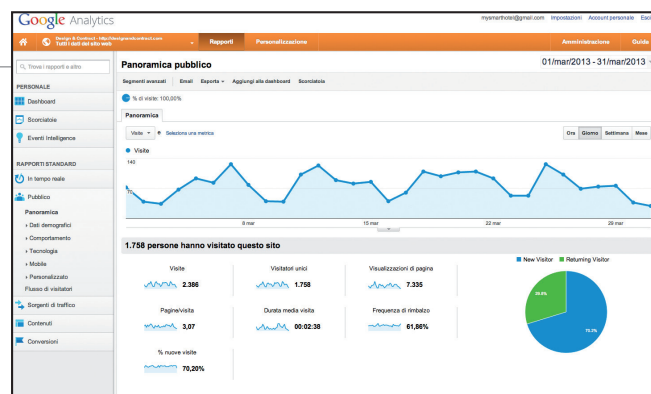 Google Analytics
mysmarthotel@gmail.com Impostazioni Account personale Esci
Design & Contract - http://designandcontract.com
Tutti i dati del sito web
Rapporti Personalizzazione Amministrazione Guida
Trova i rapporti e altro
Panoramica pubblico
01/mar/2013 - 31/mar/2013
Segmenti avanzati Email Esporta Aggiungi alla dashboard Scorciatoia
% di visite: 100,00%
Panoramica
Visite Seleziona una metrica
Ora Giorno Settimana Mese
Visite
140
70
8 mar 15 mar 22 mar 29 mar
PERSONALE
Dashboard
Scorciatoie
Eventi Intelligence
RAPPORTI STANDARD
In tempo reale
Pubblico
Panoramica
Dati demografici
Comportamento
Tecnologia
Mobile
Personalizzato
Flusso di visitatori
Sorgenti di traffico
Contenuti
Conversioni
1.758 persone hanno visitato questo sito
Visite
2.386
Visitatori unici
1.758
Visualizzazioni di pagina
7.335
Pagine/visita
3,07
Durata media visita
00:02:38
Frequenza di rimbalzo
61,86%
% nuove visite
70,20%
New Visitor Returning Visitor
29.8%
70.2%